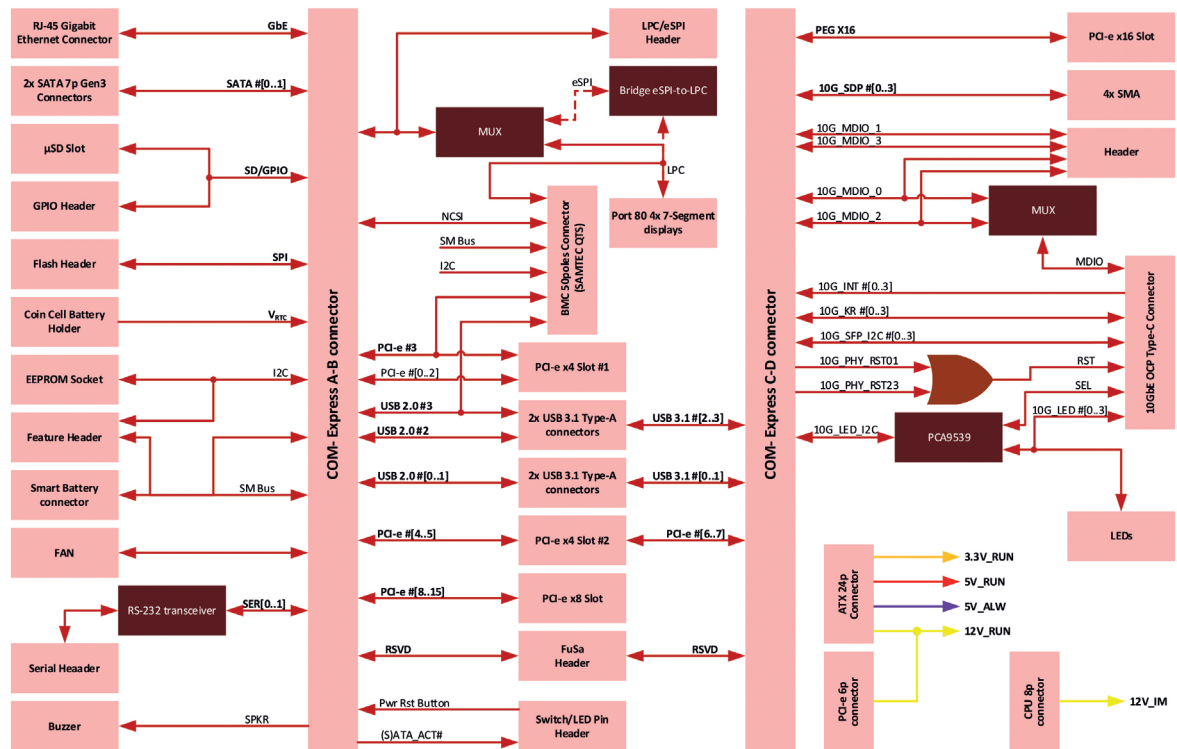 RJ-45 Gigabit
Ethernet Connector
GbE
2x SATA 7p Gen3
Connectors
SATA #[0..1]
µSD Slot
SD/GPIO
GPIO Header
Flash Header
SPI
Coin Cell Battery
Holder
VRTC
EEPROM Socket
I2C
Feature Header
Smart Battery
connector
SM Bus
FAN
RS-232 transceiver
SER[0..1]
Serial Heaader
Buzzer
SPKR
COM- Express A-B connector
LPC/eSPI
Header
eSPI
Bridge eSPI-to-LPC
MUX
LPC
Port 80 4x 7-Segment
displays
NCSI
SM Bus
I2C
BMC 50poles Connector
(SAMTEC QTS)
PCI-e #3
PCI-e #[0..2]
PCI-e x4 Slot #1
USB 2.0 #3
USB 2.0 #2
2x USB 3.1 Type-A
connectors
USB 3.1 #[2..3]
USB 2.0 #[0..1]
2x USB 3.1 Type-A
connectors
USB 3.1 #[0..1]
PCI-e #[4..5]
PCI-e x4 Slot #2
PCI-e #[6..7]
PCI-e #[8..15]
PCI-e x8 Slot
RSVD
FuSa
Header
RSVD
Pwr Rst Button
(S)ATA_ACT#
Switch/LED Pin
Header
COM- Express C-D connector
PEG X16
PCI-e x16 Slot
10G_SDP #[0..3]
4x SMA
10G_MDIO_1
10G_MDIO_3
Header
10G_MDIO_0
10G_MDIO_2
MUX
MDIO
10G_INT #[0..3]
10G_KR #[0..3]
10G_SFP_I2C #[0..3]
10G_PHY_RST01
10G_PHY_RST23
RST
SEL
10G_LED #[0..3]
10G_LED_I2C
PCA9539
10GbE OCP Type-C Connector
LEDs
ATX 24p
Connector
3.3V_RUN
5V_RUN
5V_ALW
12V_RUN
PCI-e 6p
connector
CPU 8p
connector
12V_IM